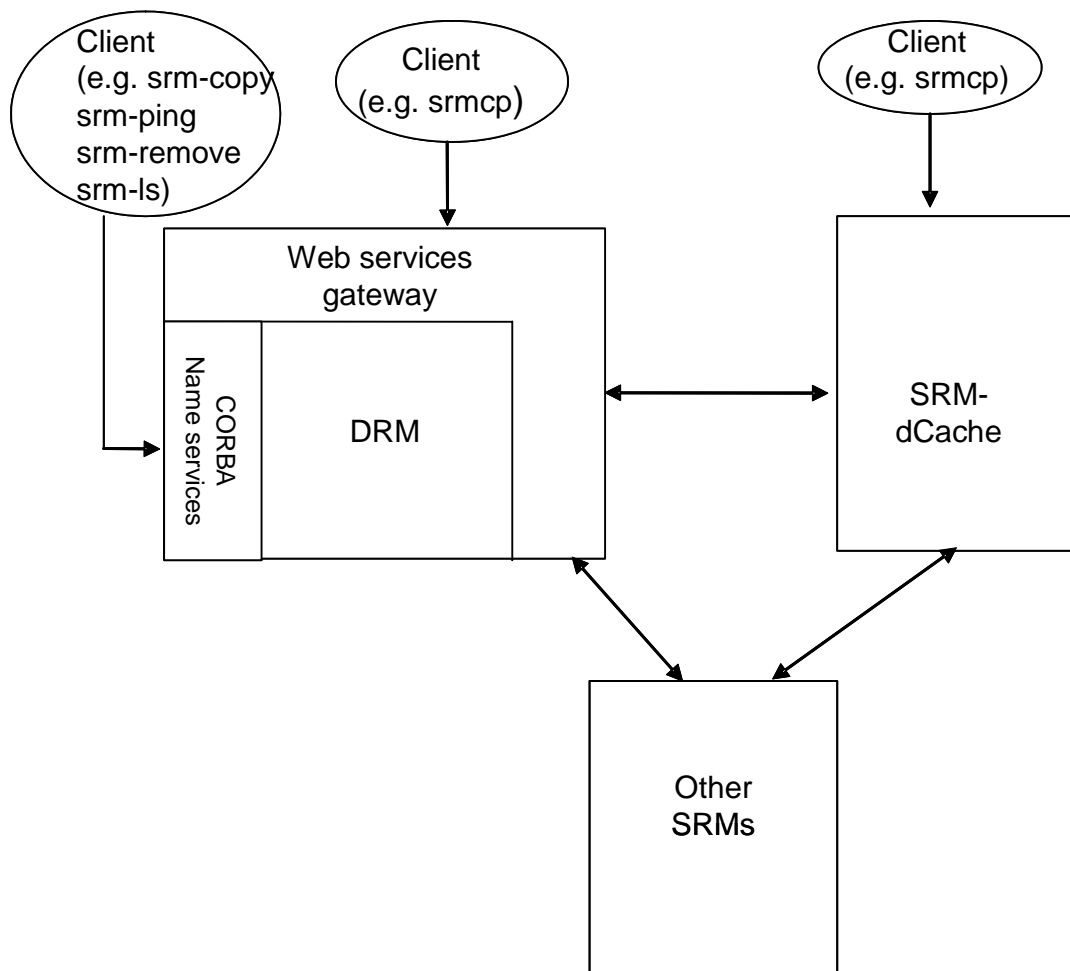 Client
(e.g. srm-copy
srm-ping
srm-remove
srm-ls)
Client
(e.g. srmcp)
Client
(e.g. srmcp)
Web services
gateway
CORBA
Name services
DRM
SRM-
dCache
Other
SRMs